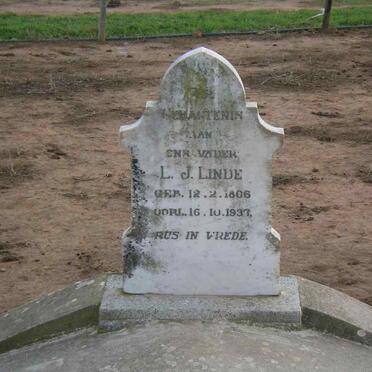 AAN
ONS VADER
L. J. LINDE
GEB. 12.2.1866
OORL. 16.10.1937.
RUS IN VREDE.